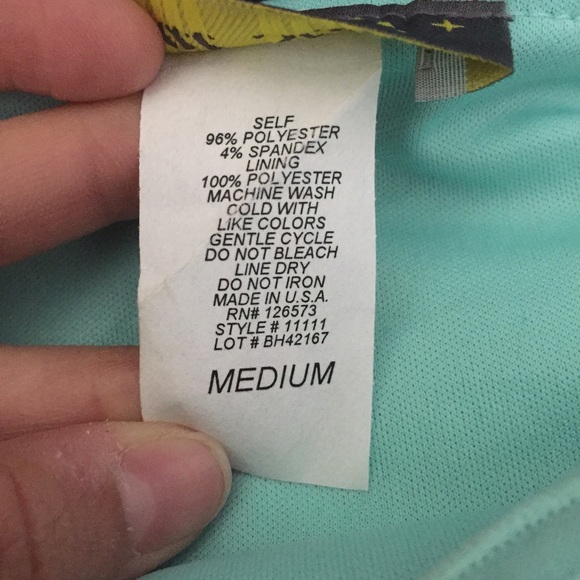 SELF
96% POLYESTER
4% SPANDEX
LINING
100% POLYESTER
MACHINE WASH
COLD WITH
LIKE COLORS
GENTLE CYCLE
DO NOT BLEACH
LINE DRY
DO NOT IRON
MADE IN U.S.A.
RN# 126573
STYLE # 11111
LOT # BH42167
MEDIUM